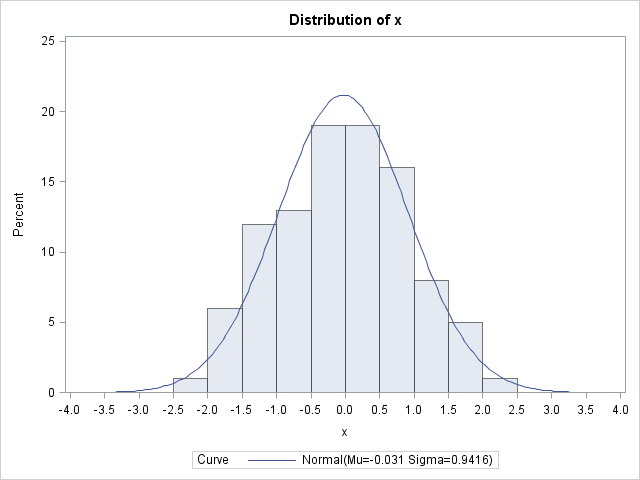 Distribution of x
25
20
15
10
5
0
Percent
-4.0 -3.5 -3.0 -2.5 -2.0 -1.5 -1.0 -0.5 0.0 0.5 1.0 1.5 2.0 2.5 3.0 3.5 4.0
x
Curve Normal(Mu=-0.031 Sigma=0.9416)